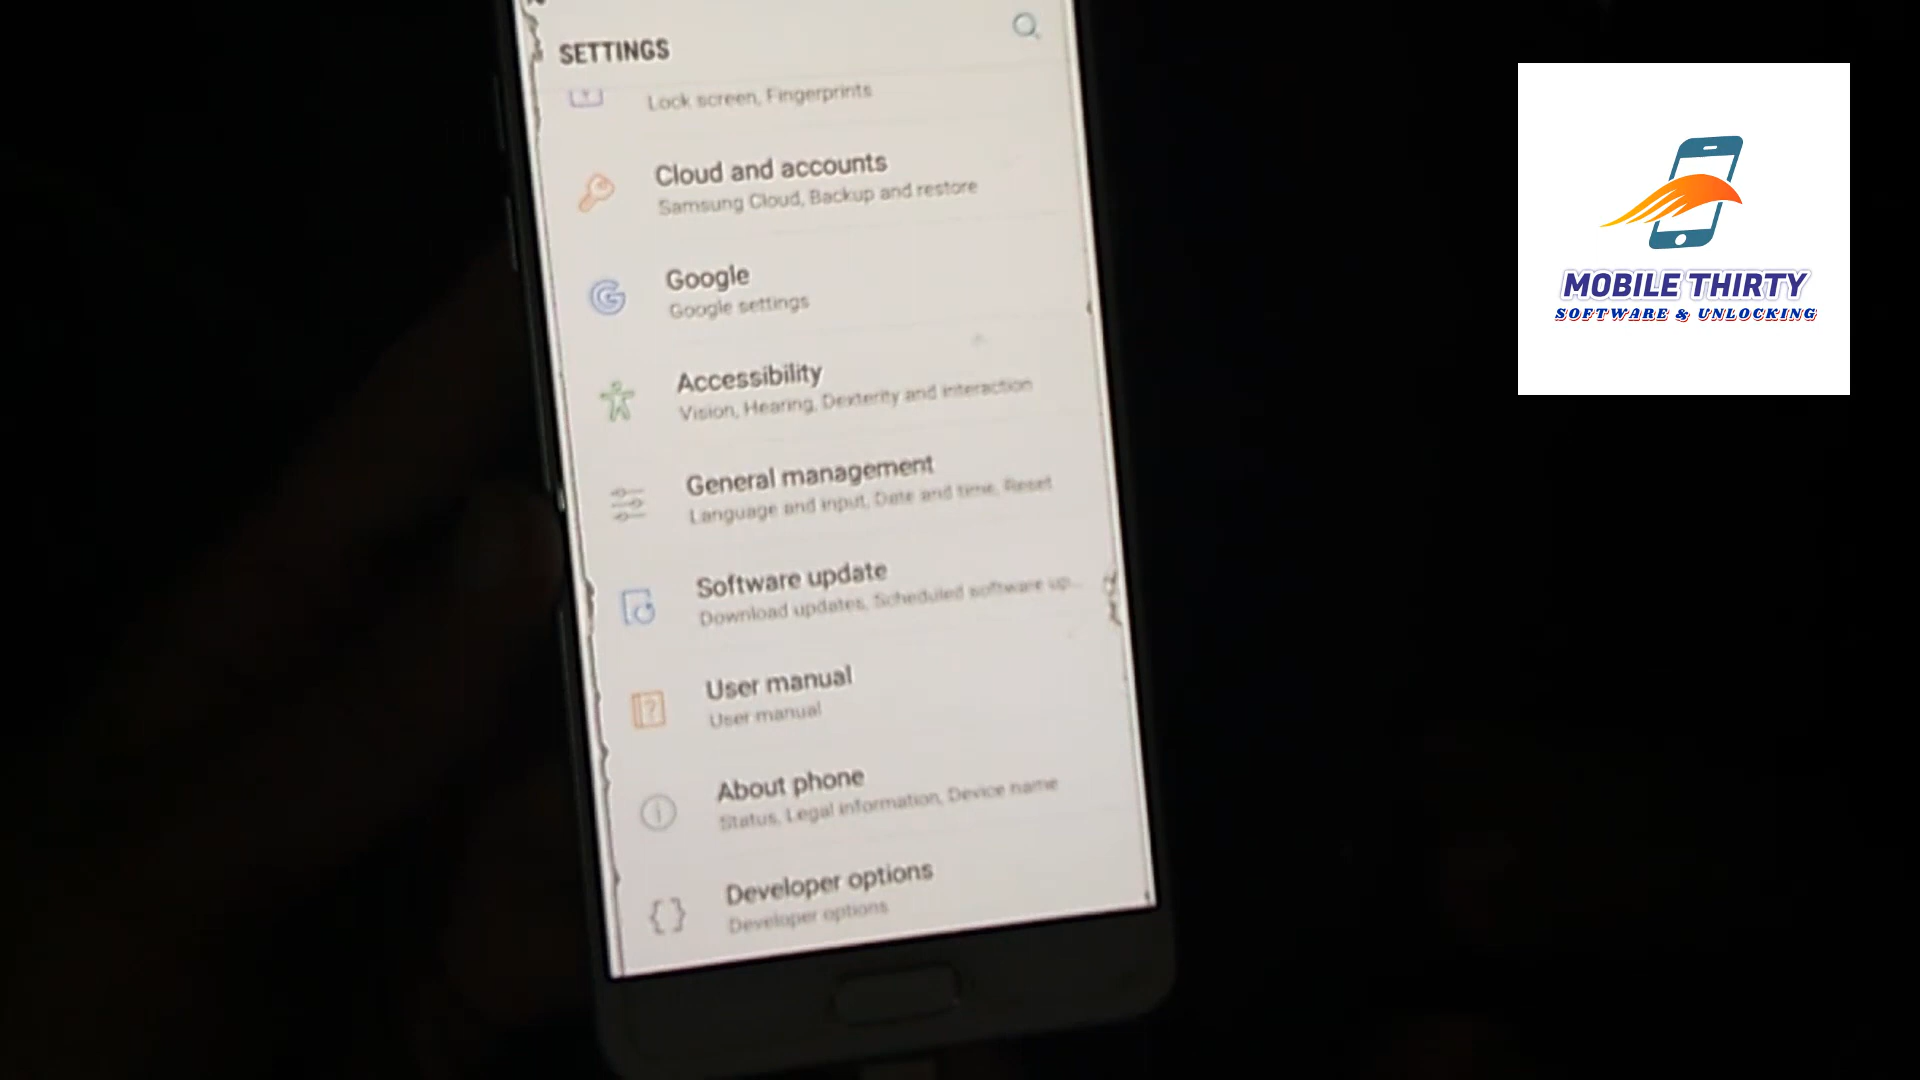 SETTINGS
Lock screen, Fingerprints
Cloud and accounts
Samsung Cloud, Backup and restore
Google
Google settings
Accessibility
Vision, Hearing, Dexterity and interaction
General management
Language and input, Date and time, Reset
Software update
Download updates, Scheduled software up...
User manual
User manual
About phone
Status, Legal information, Device name
Developer options
Developer options
MOBILE THIRTY
SOFTWARE & UNLOCKING